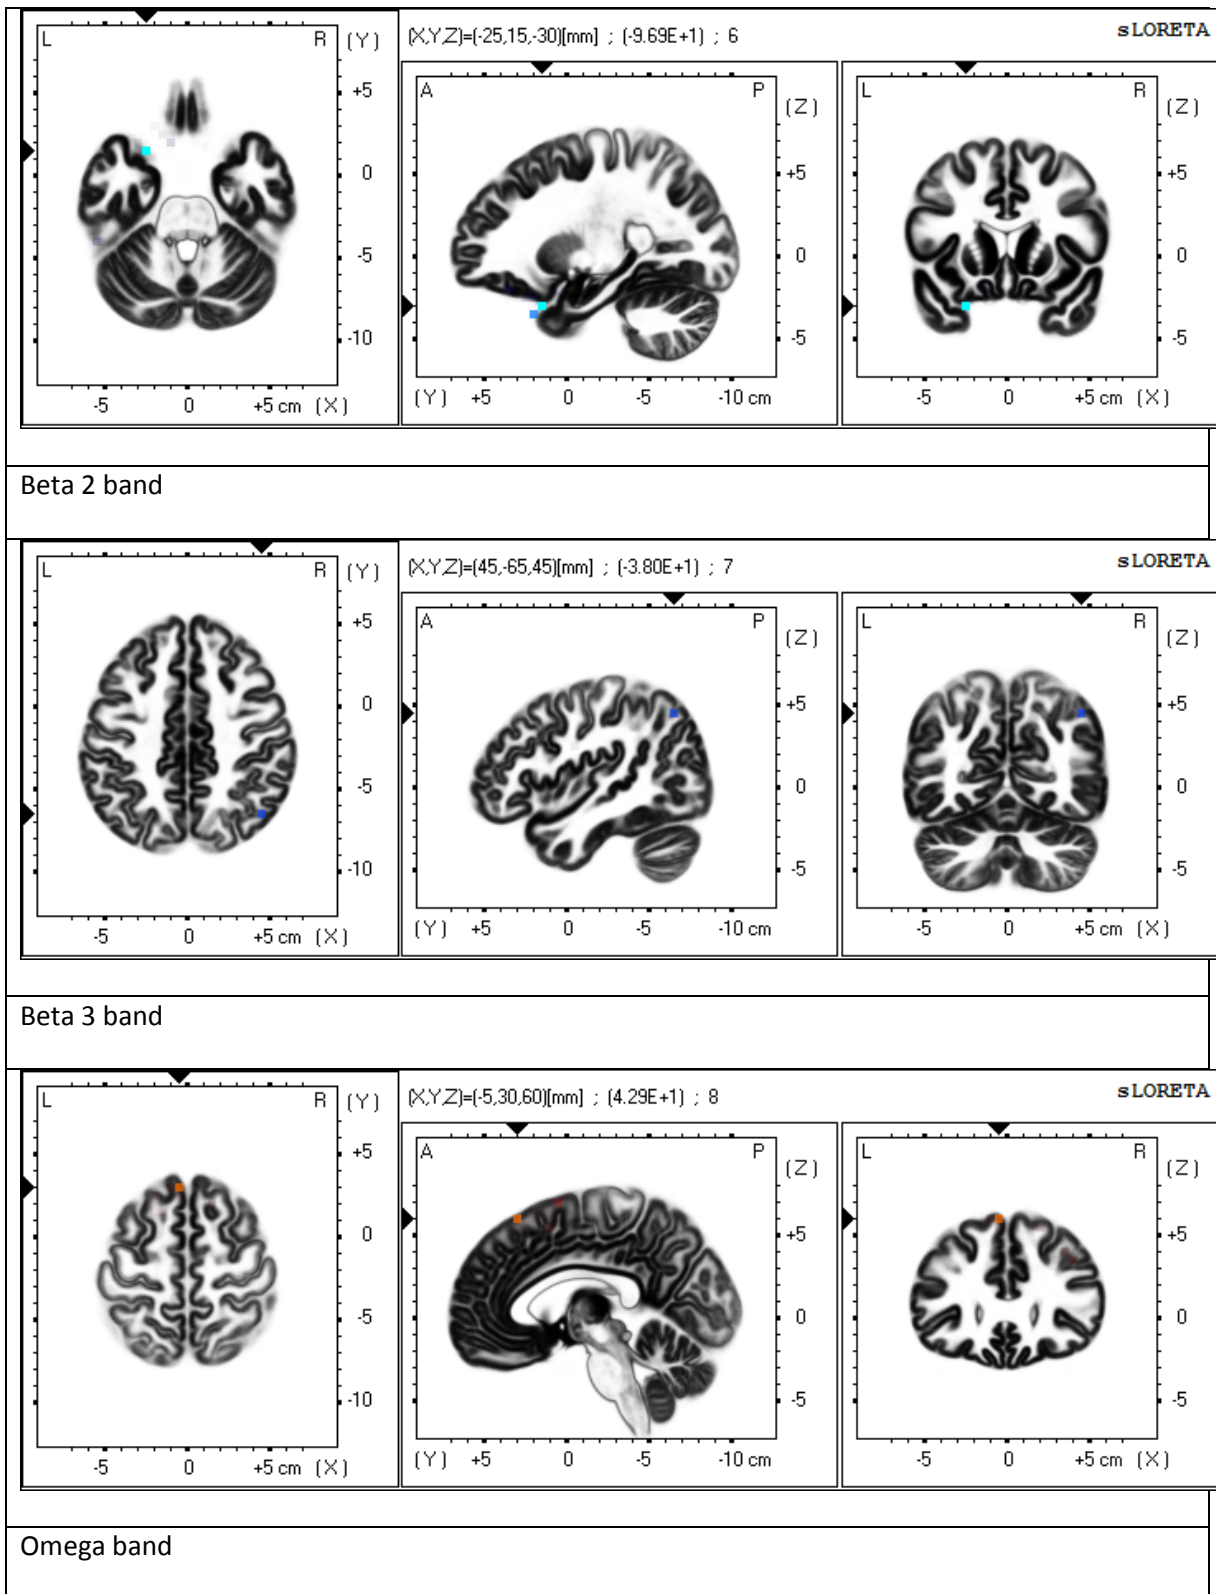 L R (Y) (X,Y,Z)=(-25,15,-30)[mm] ; (-9.69E+1) ; 6 sLORETA
A P (Z) L R (Z)
+5
+5 +5
0
0 0
-5
-5 -5
-10
-5 0 +5 cm (X) (Y) +5 0 -5 -10 cm -5 0 +5 cm (X)
Beta 2 band
L R (Y) (X,Y,Z)=(45,-65,45)[mm] ; (-3.80E+1) ; 7 sLORETA
A P (Z) L R (Z)
+5
+5 +5
0
0 0
-5
-5 -5
-10
-5 0 +5 cm (X) (Y) +5 0 -5 -10 cm -5 0 +5 cm (X)
Beta 3 band
L R (Y) (X,Y,Z)=(-5,30,60)[mm] ; (4.29E+1) ; 8 sLORETA
A P (Z) L R (Z)
+5
+5 +5
0
0 0
-5
-5 -5
-10
-5 0 +5 cm (X) (Y) +5 0 -5 -10 cm -5 0 +5 cm (X)
Omega band